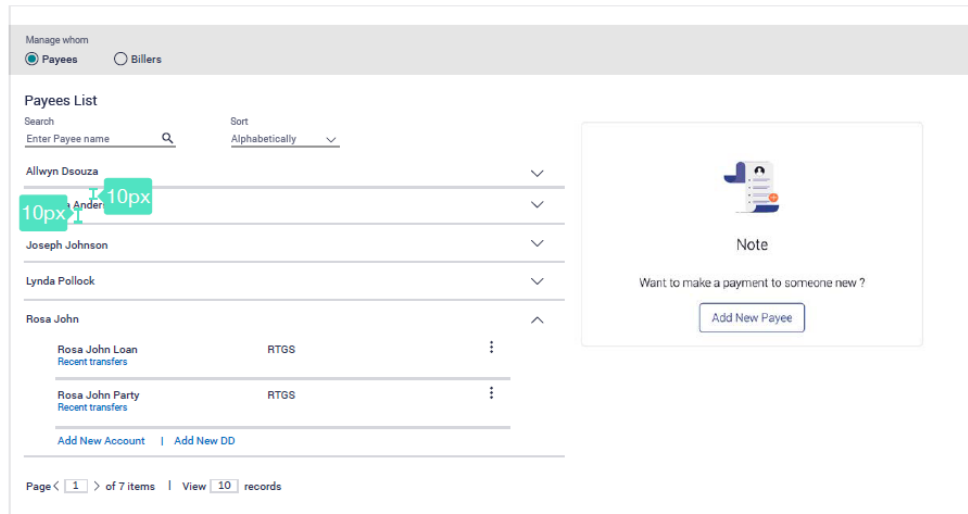 Manage whom
Payees Billers
Payees List
Search Sort
Enter Payee name Alphabetically
Allwyn Dsouza
10px
10px
Joseph Johnson
Lynda Pollock
Rosa John
Rosa John Loan RTGS
Recent transfers
Rosa John Party RTGS
Recent transfers
Add New Account | Add New DD
Page < 1 > of 7 items | View 10 records
Note
Want to make a payment to someone new ?
Add New Payee